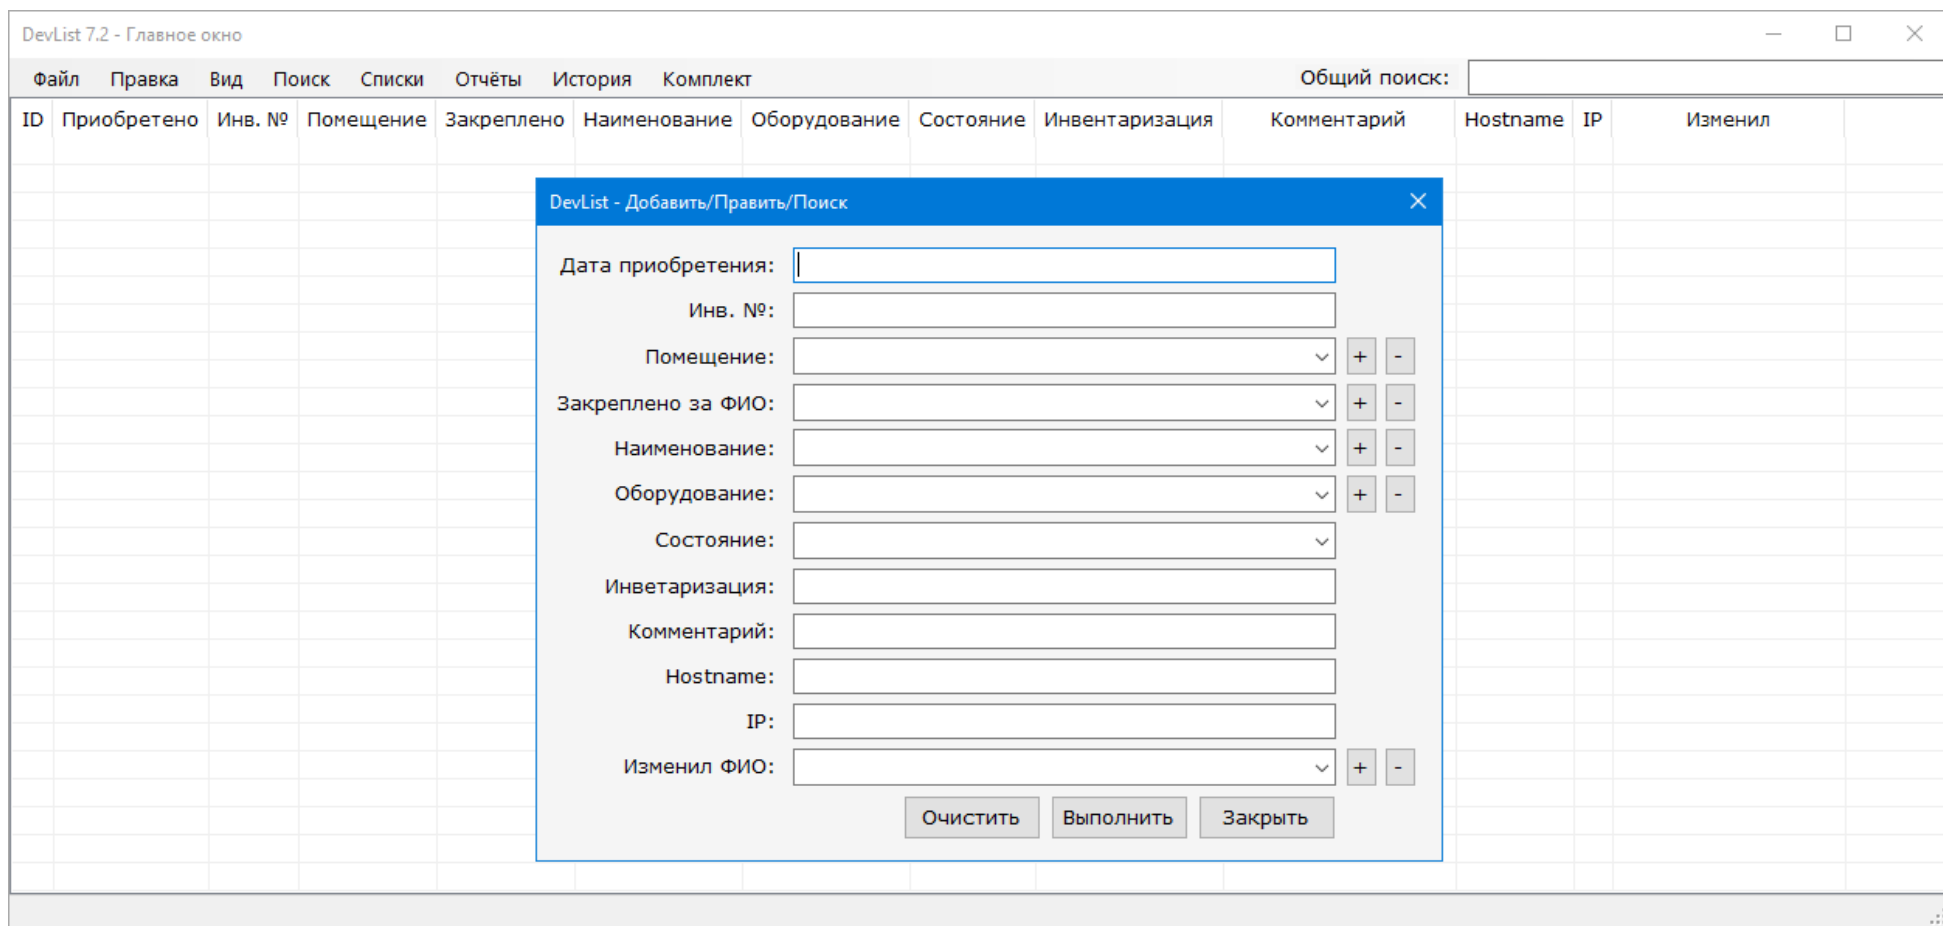 DevList 7.2 - Главное окно
Файл Правка Вид Поиск Списки Отчёты История Комплект Общий поиск:
ID Приобретено Инв. № Помещение Закреплено Наименование Оборудование Состояние Инвентаризация Комментарий Hostname IP Изменил
DevList - Добавить/Править/Поиск
Дата приобретения:
Инв. №:
Помещение: + -
Закреплено за ФИО: + -
Наименование: + -
Оборудование: + -
Состояние:
Инветаризация:
Комментарий:
Hostname:
IP:
Изменил ФИО: + -
Очистить Выполнить Закрыть